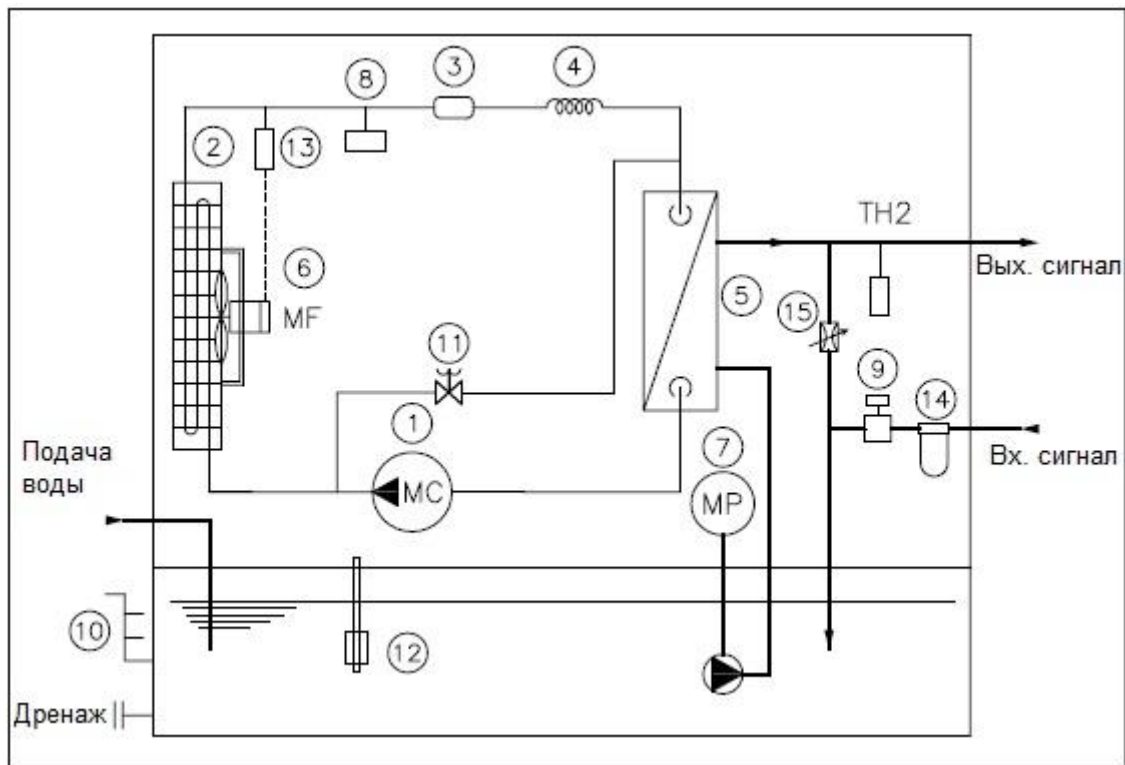 3
4
8
2
13
TH2
6
Вых. сигнал
MF
5
15
11
9
14
1
Подача
воды
7
Вх. сигнал
MC
MP
10
12
Дренаж